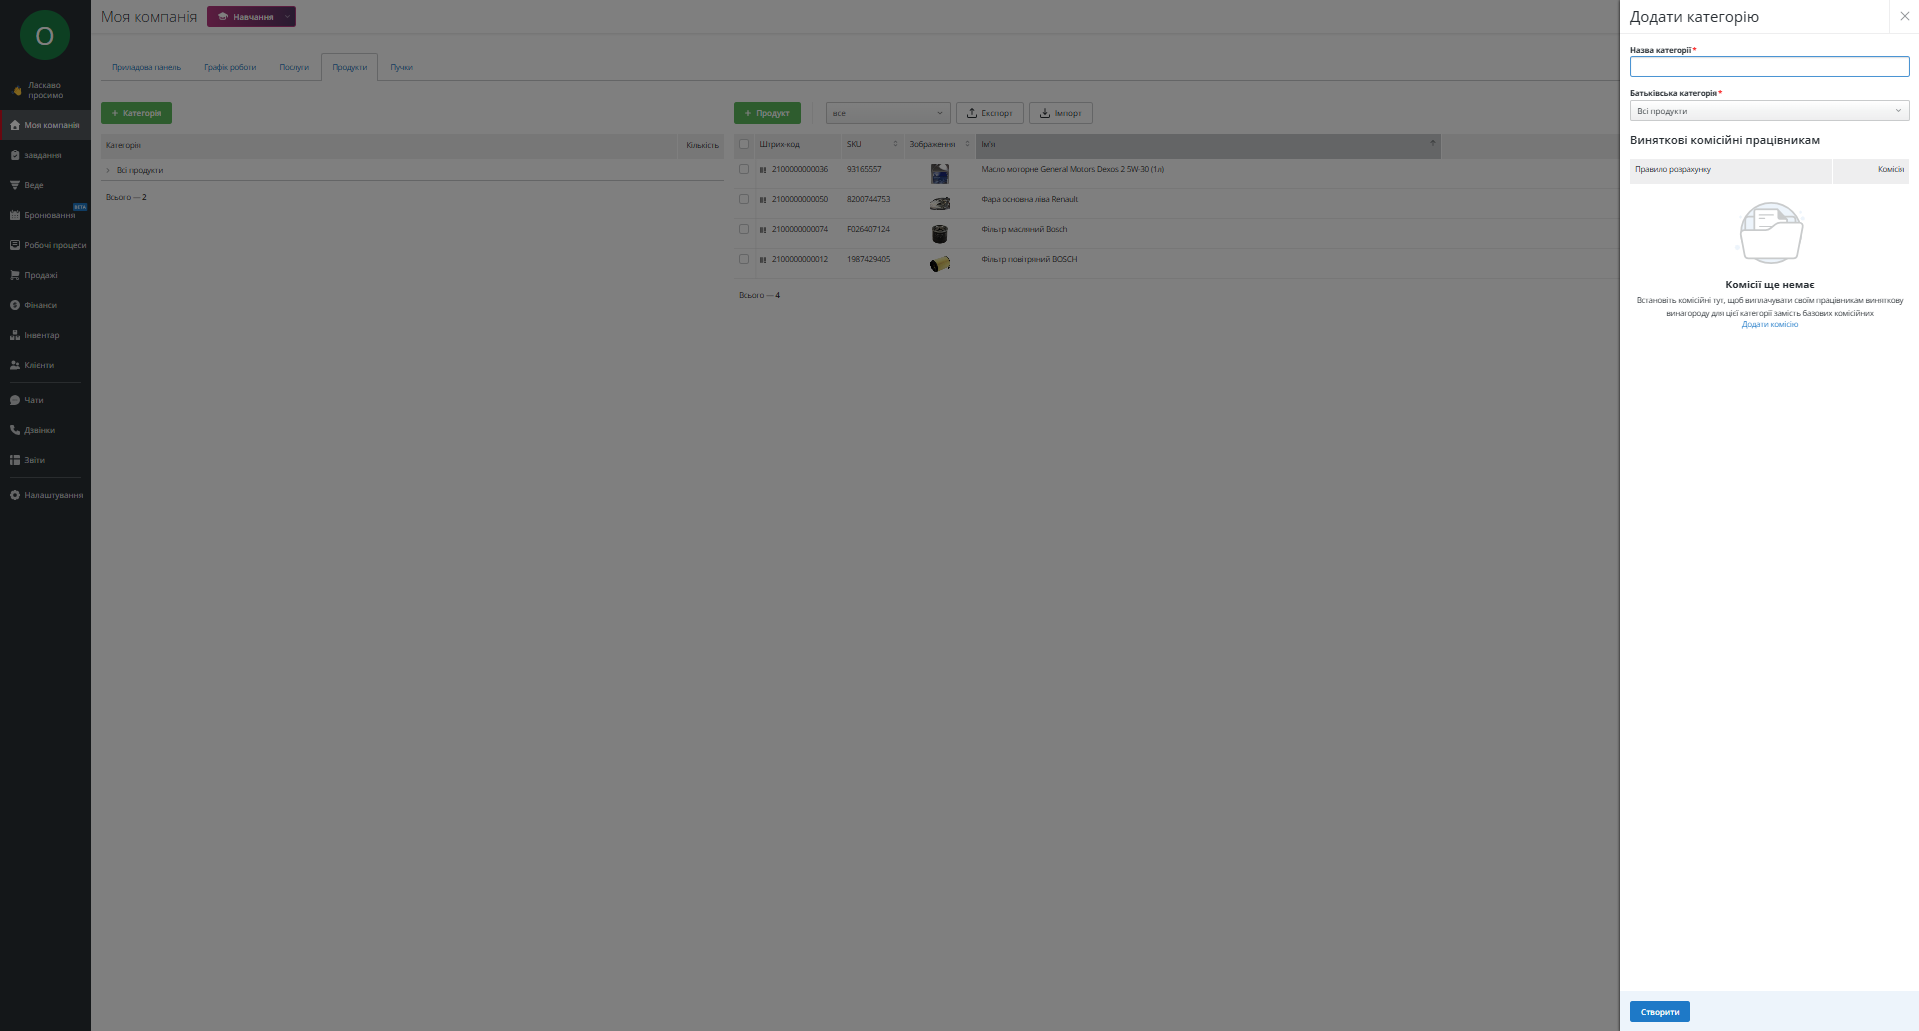 О
Моя компанія
Навчання
Додати категорію
Ласкаво
просимо
Моя компанія
завдання
Веде
BETA
Бронювання
Робочі процеси
Продажі
Фінанси
Інвентар
Клієнти
Чати
Дзвінки
Звіти
Налаштування
Приладова панель
Графік роботи
Послуги
Продукти
Пучки
+ Категорія
Категорія
Кількість
Всі продукти
Всього — 2
+ Продукт
все
Експорт
Імпорт
Штрих-код
SKU
Зображення
Ім'я
2100000000036
93165557
Масло моторне General Motors Dexos 2 5W-30 (1л)
2100000000050
8200744753
Фара основна ліва Renault
2100000000074
F026407124
Фільтр масляний Bosch
2100000000012
1987429405
Фільтр повітряний BOSCH
Всього — 4
Назва категорії *
Батьківська категорія *
Всі продукти
Виняткові комісійні працівникам
Правило розрахунку
Комісія
Комісії ще немає
Встановіть комісійні тут, щоб виплачувати своїм працівникам виняткову
винагороду для цієї категорії замість базових комісійних
Додати комісію
Створити